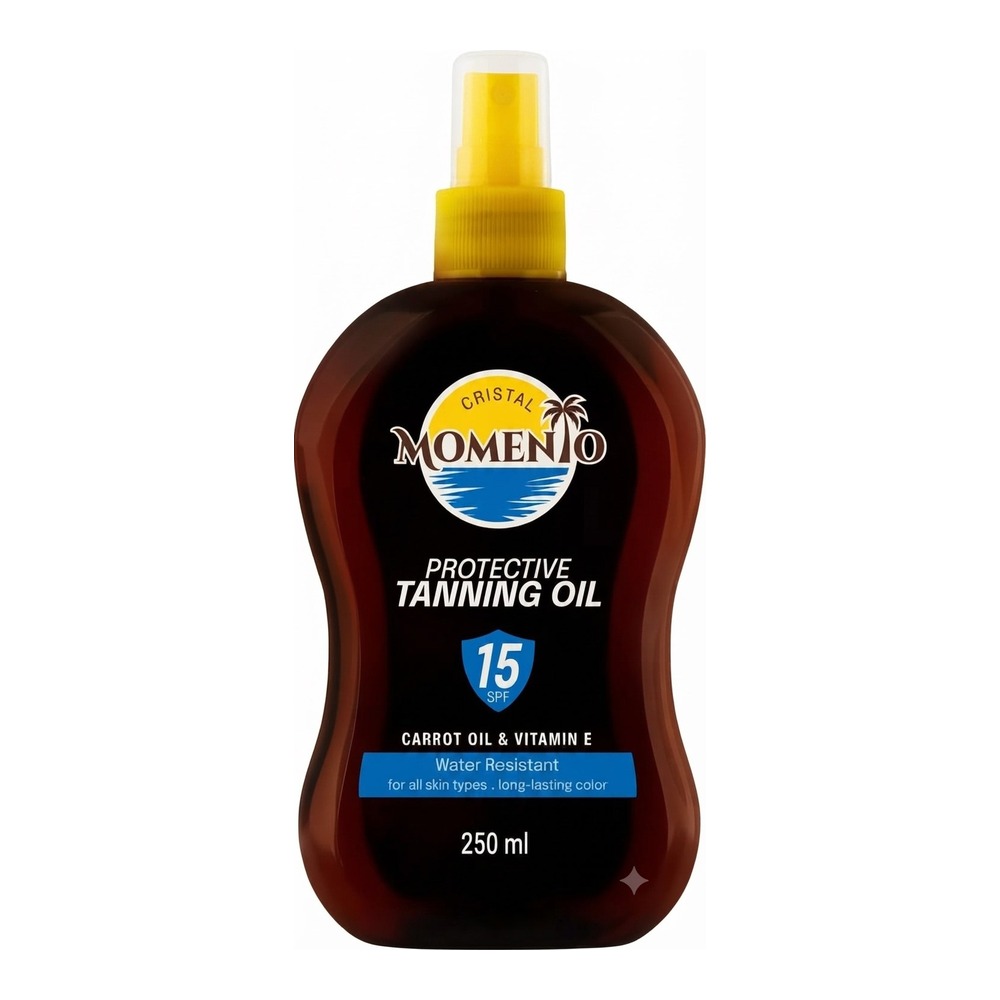 CRISTAL
MOMENTO
PROTECTIVE
TANNING OIL
15
SPF
CARROT OIL & VITAMIN E
Water Resistant
for all skin types . long-lasting color
250 ml